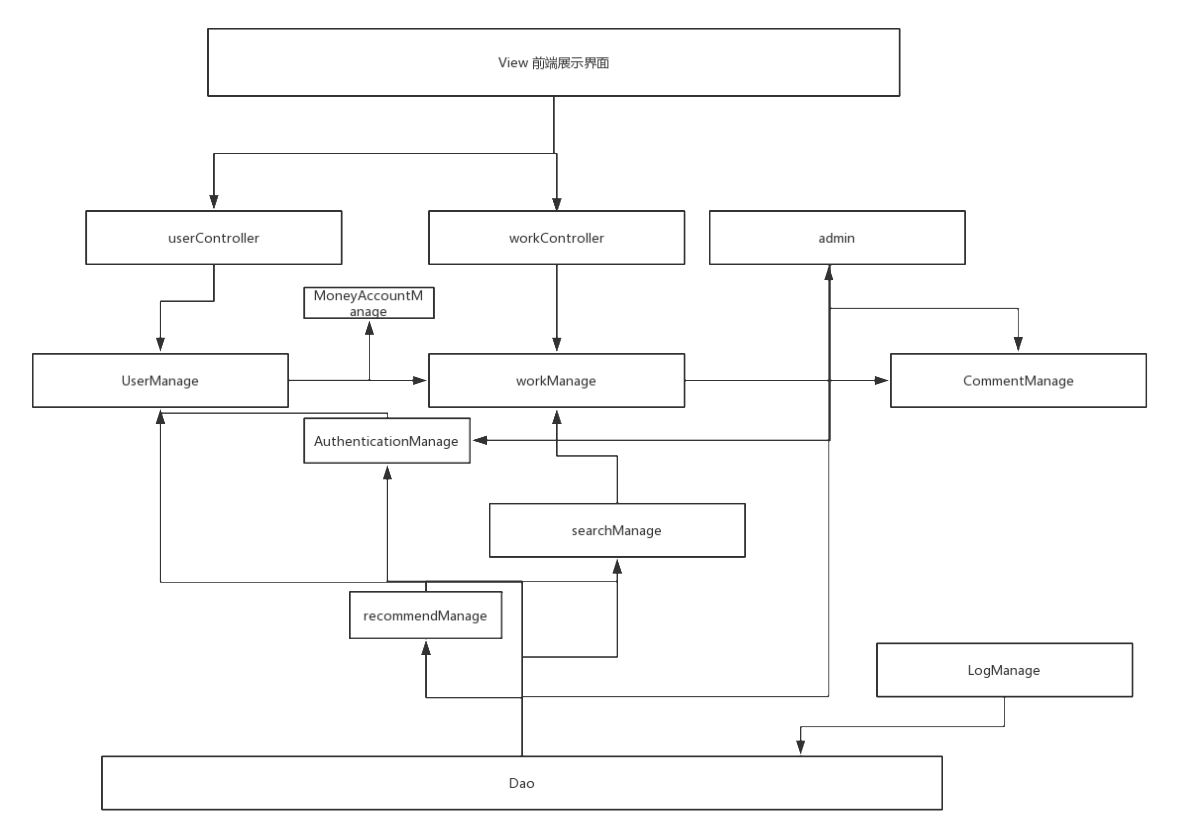 View 前端展示界面
userController
workController
admin
MoneyAccountM
anage
UserManage
workManage
CommentManage
AuthenticationManage
searchManage
recommendManage
LogManage
Dao